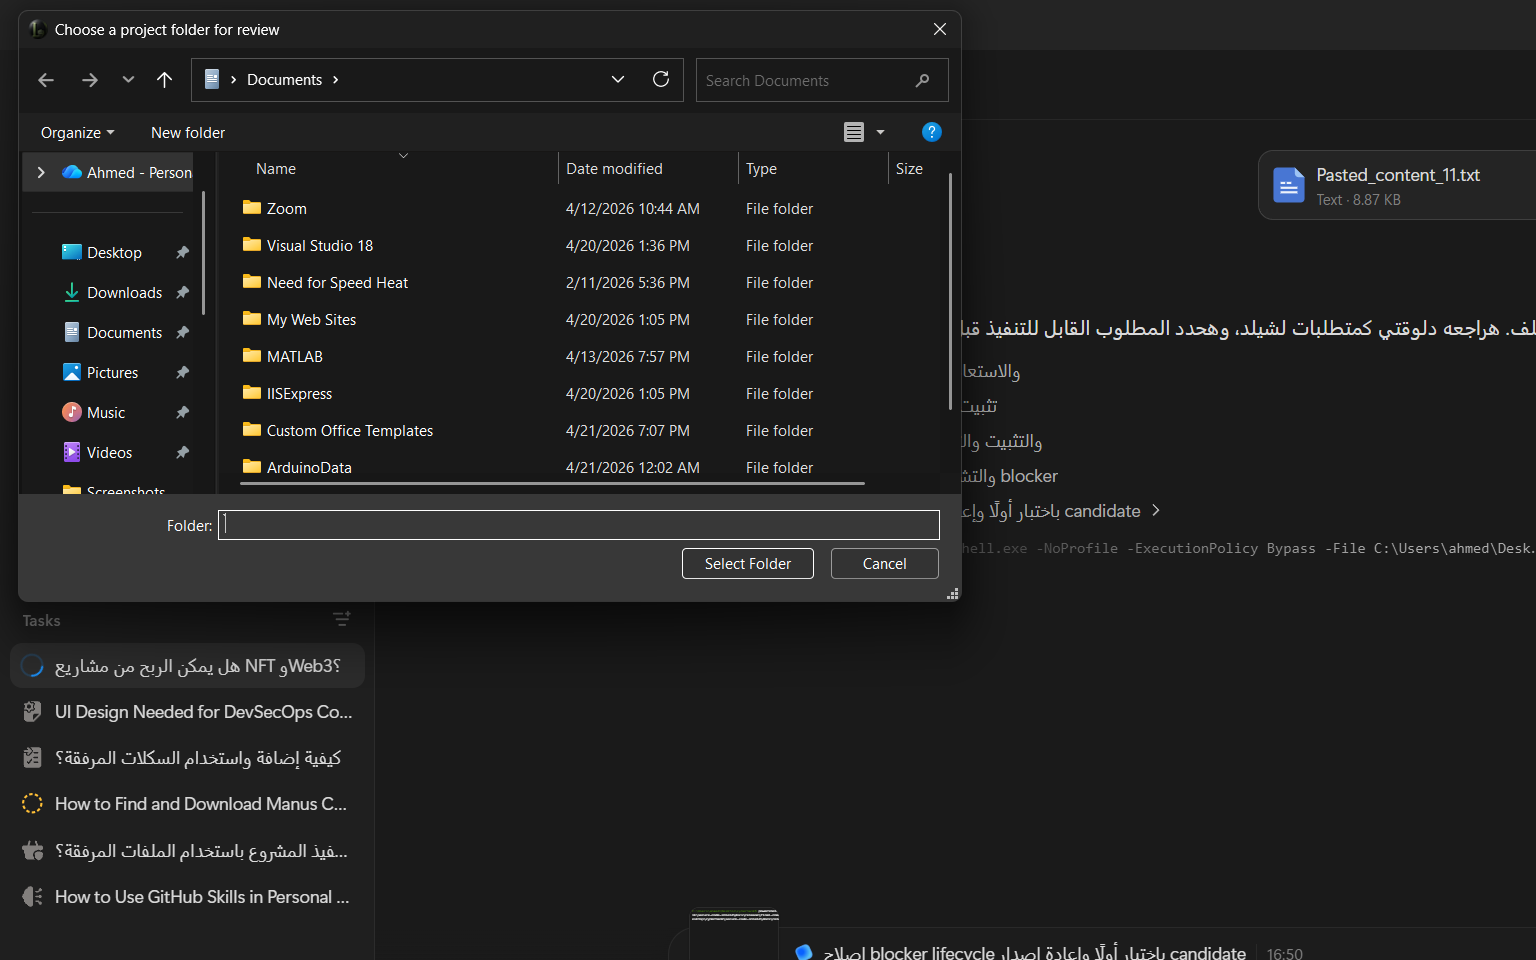 Choose a project folder for review
Documents
Search Documents
Organize
New folder
Ahmed - Person
Name
Date modified
Type
Size
Zoom 4/12/2026 10:44 AM File folder
Visual Studio 18 4/20/2026 1:36 PM File folder
Need for Speed Heat 2/11/2026 5:36 PM File folder
My Web Sites 4/20/2026 1:05 PM File folder
MATLAB 4/13/2026 7:57 PM File folder
IISExpress 4/20/2026 1:05 PM File folder
Custom Office Templates 4/21/2026 7:07 PM File folder
ArduinoData 4/21/2026 12:02 AM File folder
Desktop
Downloads
Documents
Pictures
Music
Videos
Screenshots
Folder:
Select Folder
Cancel
Pasted_content_11.txt
Text · 8.87 KB
هراجعه دلوقتي كمتطلبات لشيلد، وهحدد المطلوب القابل للتنفيذ
تثبيت
والتثبيت
blocker
candidate باختبار أولًا
-NoProfile -ExecutionPolicy Bypass -File C:\Users\ahmed\Desk..
Tasks
هل يمكن الربح من مشاريع NFT وWeb3؟
UI Design Needed for DevSecOps Co...
كيفية إضافة واستخدام السكلات المرفقة؟
How to Find and Download Manus C...
...فيذ المشروع باستخدام الملفات المرفقة؟
How to Use GitHub Skills in Personal ...
اصلاح blocker lifecycle باختبار أولًا وإعادة إصدار candidate
16:50